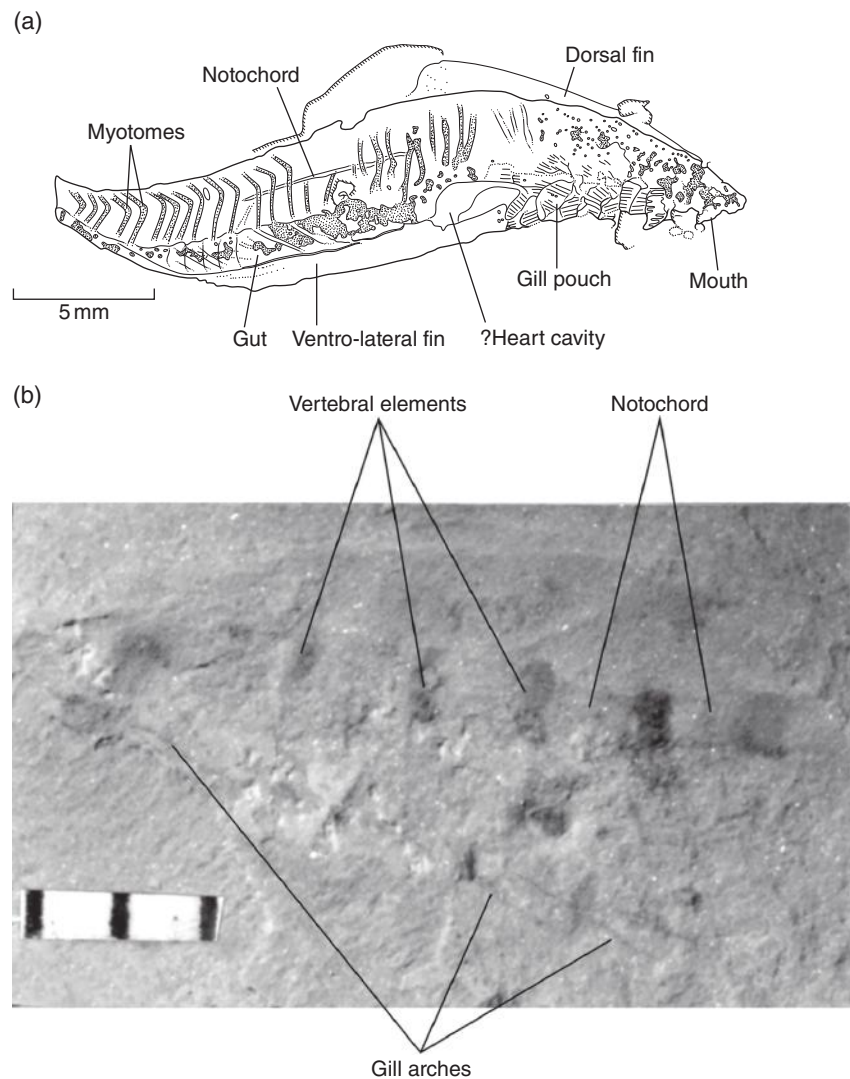 (a)
Dorsal fin
Notochord
Myotomes
Gill pouch
Mouth
5 mm
Gut
Ventro-lateral fin
?Heart cavity
(b)
Vertebral elements
Notochord
Gill arches